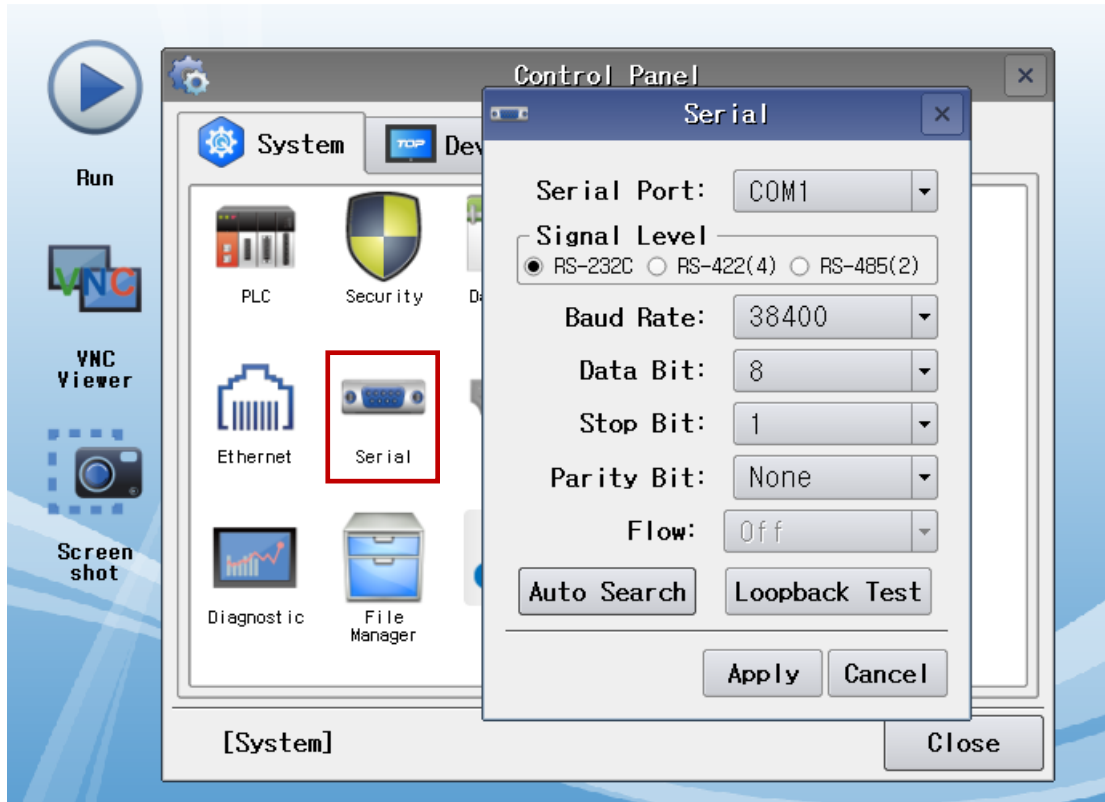 Control Panel
Serial
System
TOP
Dev
Run
Serial Port: COM1
Signal Level
RS-232C RS-422(4) RS-485(2)
PLC
Security
Baud Rate: 38400
VNC
VNC
Viewer
Data Bit: 8
Stop Bit: 1
Ethernet
Serial
Parity Bit: None
Flow: Off
Screen
shot
Auto Search
Loopback Test
Diagnostic
File
Manager
Apply
Cancel
[System]
Close